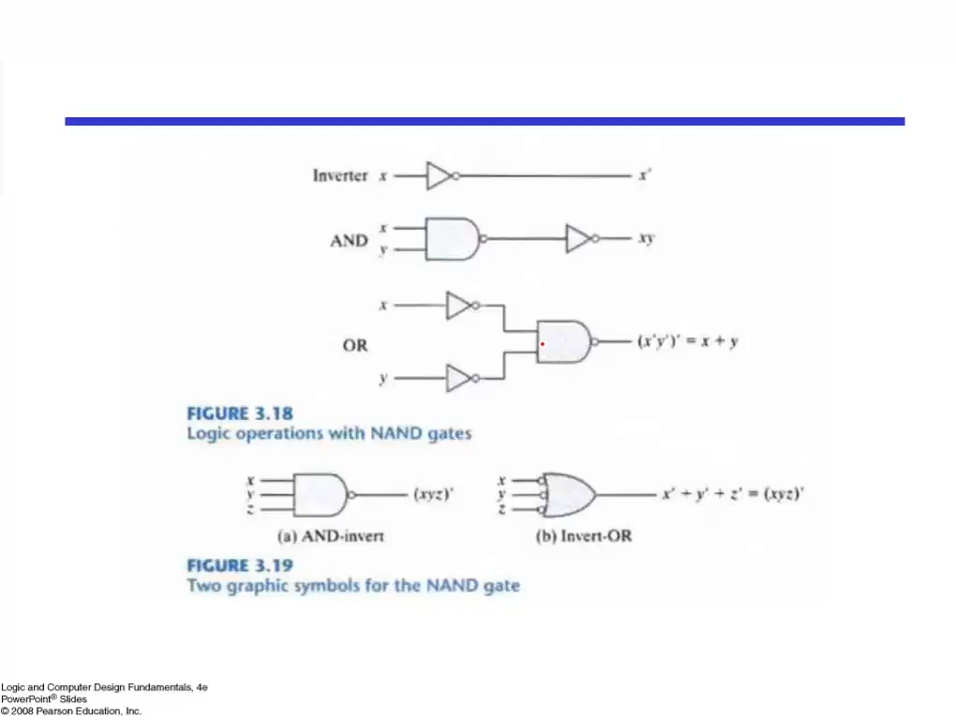 Inverter x x'
AND x y xy
x
OR (x'y')' = x + y
y
FIGURE 3.18
Logic operations with NAND gates
x y z (xyz)' x y z x' + y' + z' = (xyz)'
(a) AND-invert (b) Invert-OR
FIGURE 3.19
Two graphic symbols for the NAND gate
Logic and Computer Design Fundamentals, 4e
PowerPoint® Slides
© 2008 Pearson Education, Inc.